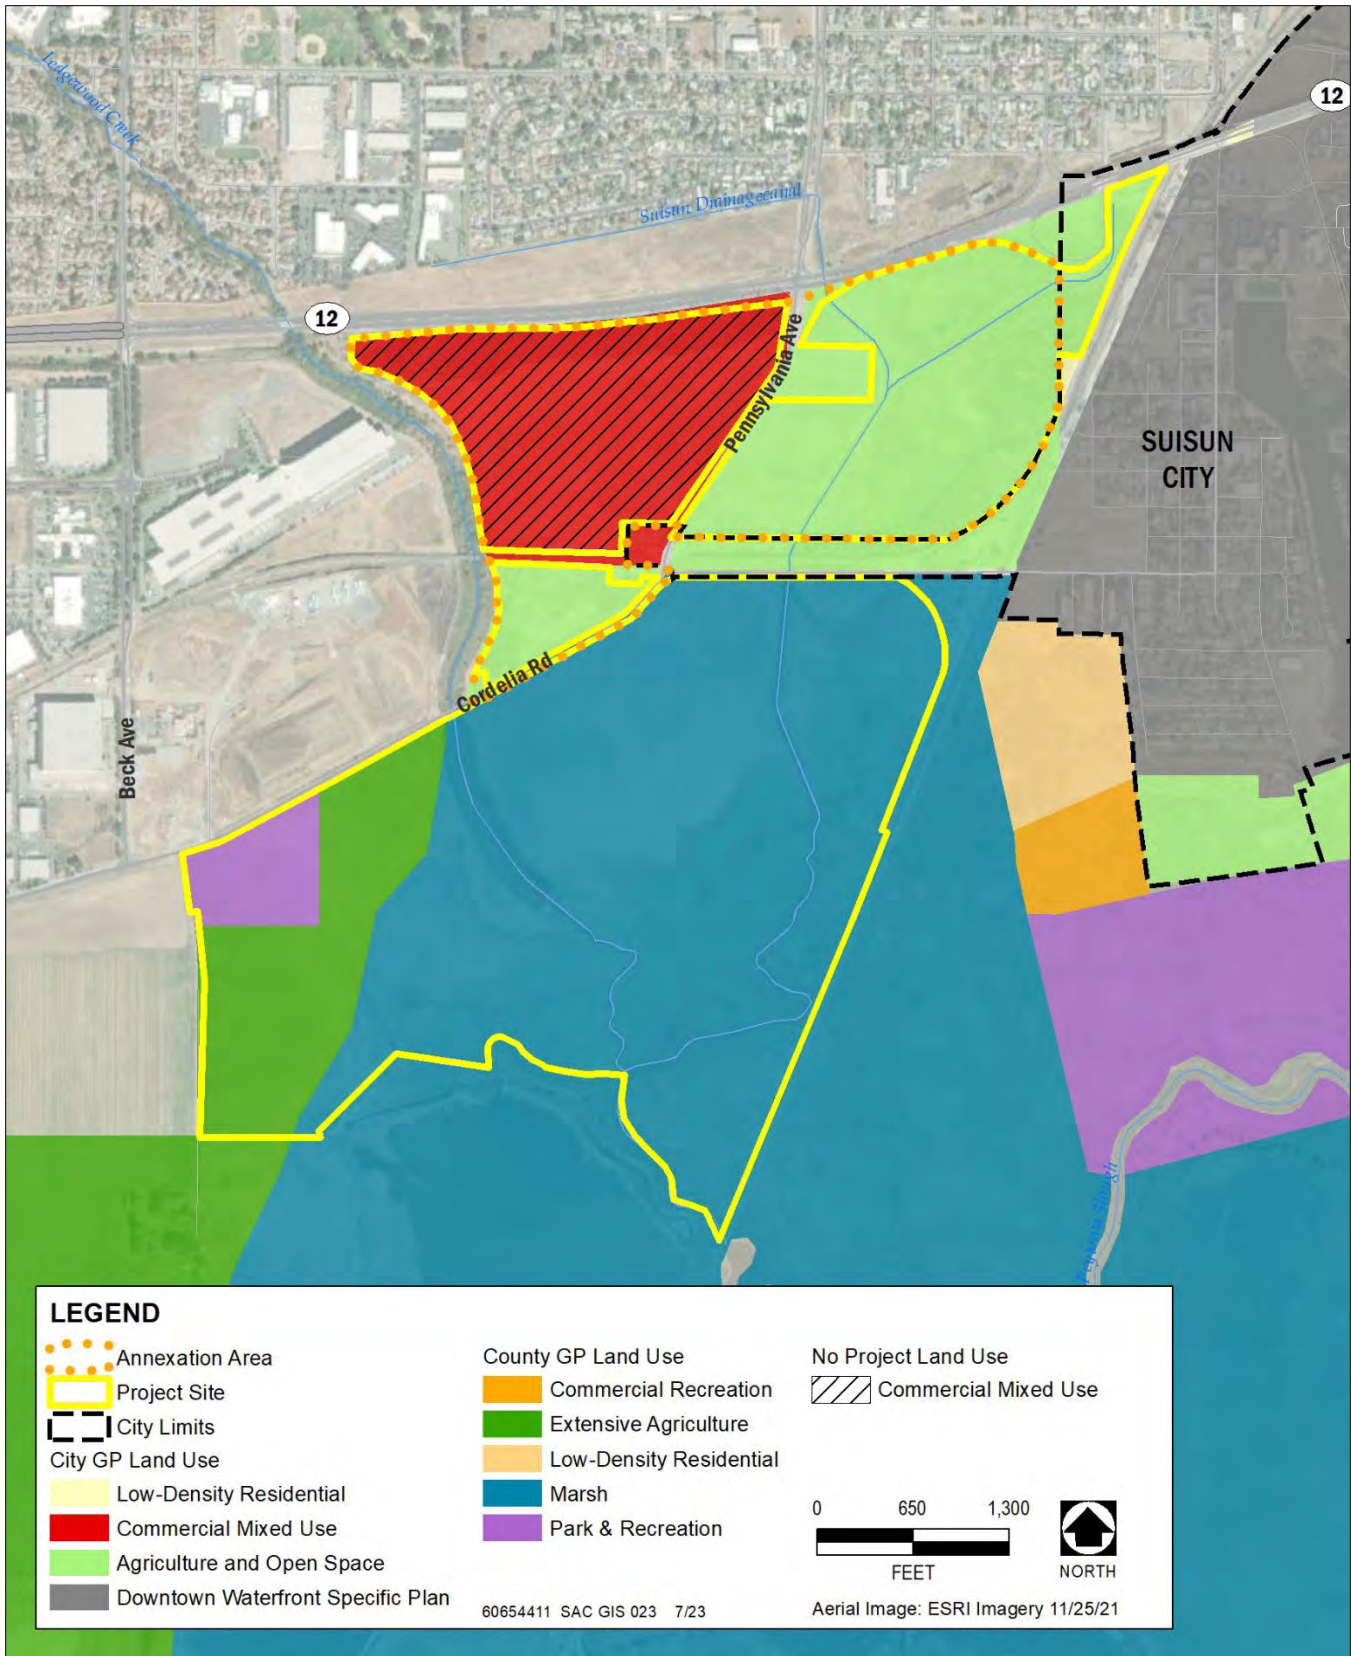 Ledgewood Creek
12
Suisun Drainagecanal
12
Pennsylvania Ave
SUISUN
CITY
Cordelia Rd
Beck Ave
Slough
LEGEND
Annexation Area
Project Site
City Limits
City GP Land Use
Low-Density Residential
Commercial Mixed Use
Agriculture and Open Space
Downtown Waterfront Specific Plan
County GP Land Use
Commercial Recreation
Extensive Agriculture
Low-Density Residential
Marsh
Park & Recreation
60654411 SAC GIS 023 7/23
No Project Land Use
Commercial Mixed Use
0 650 1,300
FEET
NORTH
Aerial Image: ESRI Imagery 11/25/21